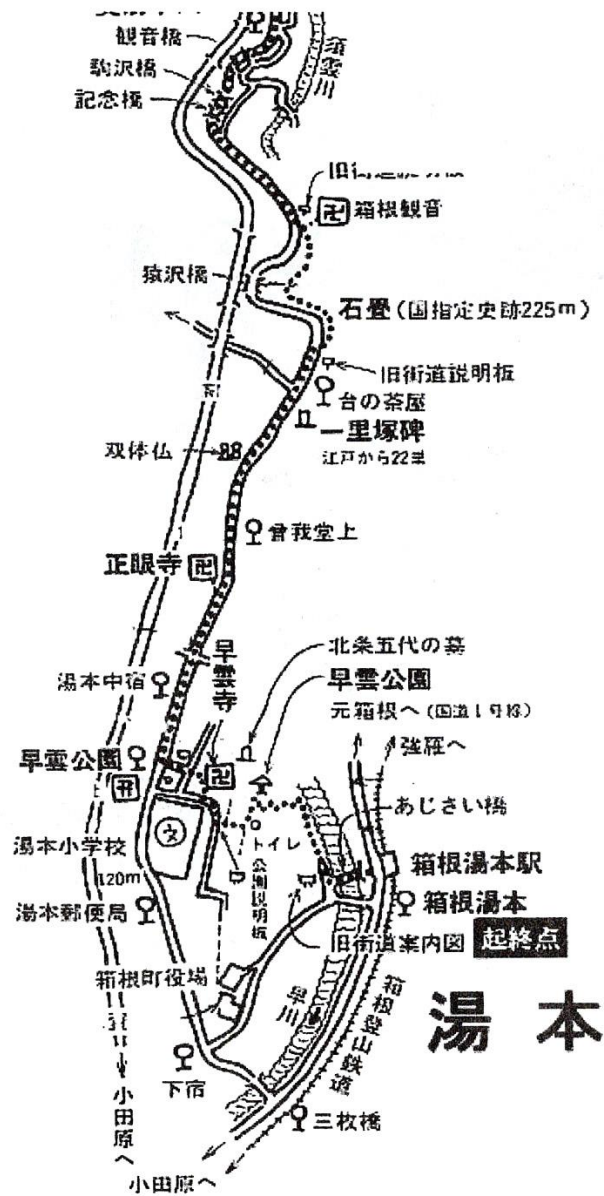 観音橋
駒沢橋
記念橋
須雲川
箱根観音
猿沢橋
石畳(国指定史跡225m)
旧街道説明板
台の茶屋
一里塚碑
江戸から22里
双体仏
曽我堂上
正眼寺
早雲寺
北条五代の墓
早雲公園
湯本中宿
元箱根へ(国道1号線)
強羅へ
早雲公園
あじさい橋
湯本小学校
文
トイレ
公園説明板
箱根湯本駅
120m
湯本郵便局
箱根湯本
旧街道案内図
起終点
箱根町役場
早川
箱根登山鉄道
湯本
下宿
三枚橋
小田原へ
小田原へ